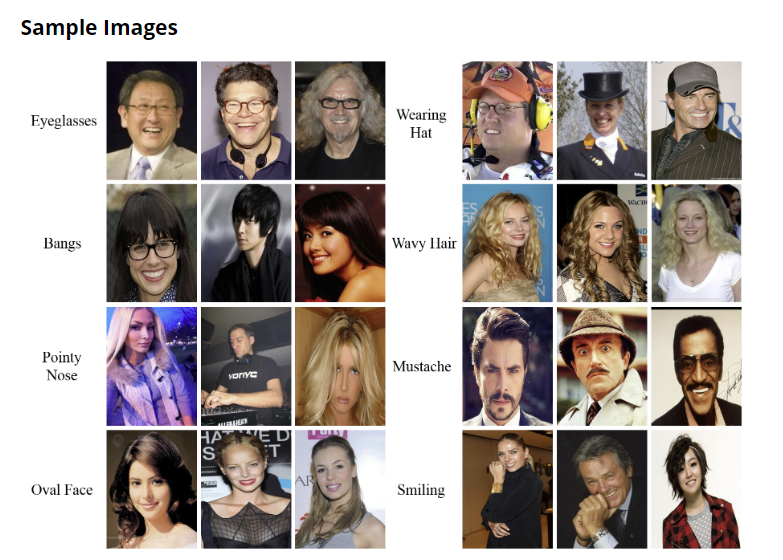 Sample Images
Eyeglasses
Wearing
Hat
Bangs
Wavy Hair
Pointy
Nose
Mustache
Oval Face
Smiling